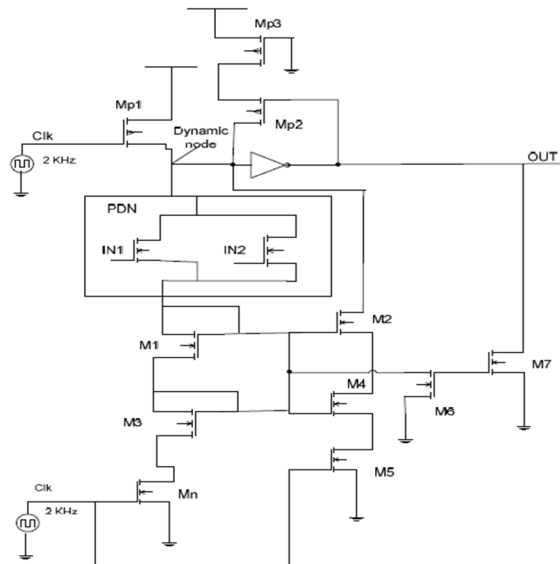 Mp3
Mp1
Mp2
Clk
Dynamic
node
OUT
2 KHz
PDN
IN1
IN2
M2
M1
M7
M4
M3
M6
M5
Clk
Mn
2 KHz